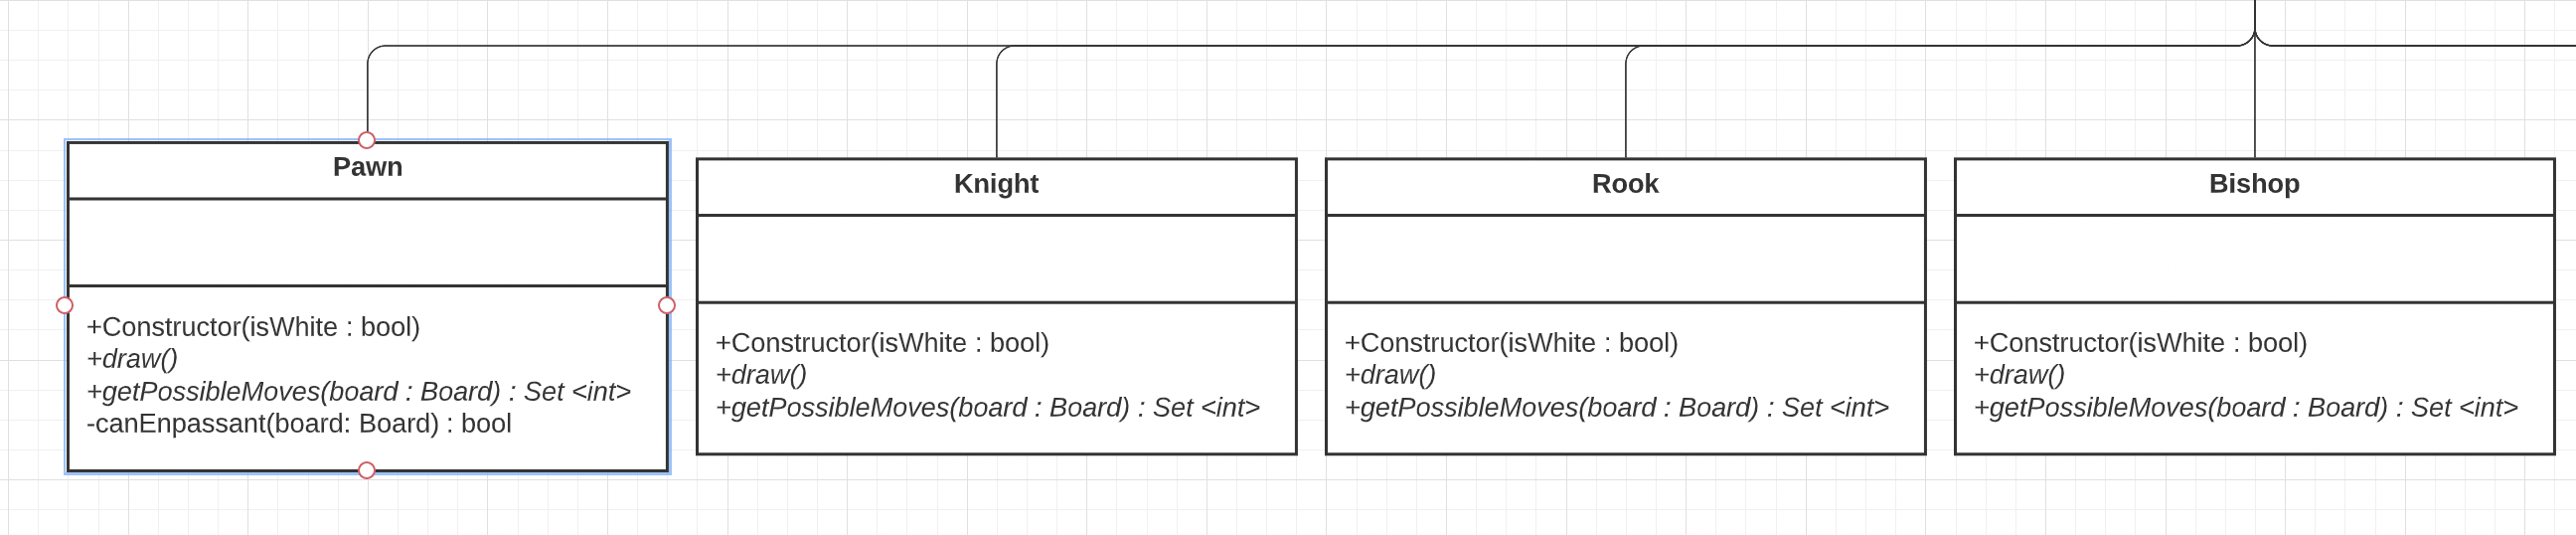 Pawn
+Constructor(isWhite : bool)
+draw()
+getPossibleMoves(board : Board) : Set <int>
-canEnpassant(board: Board) : bool
Knight
+Constructor(isWhite : bool)
+draw()
+getPossibleMoves(board : Board) : Set <int>
Rook
+Constructor(isWhite : bool)
+draw()
+getPossibleMoves(board : Board) : Set <int>
Bishop
+Constructor(isWhite : bool)
+draw()
+getPossibleMoves(board : Board) : Set <int>